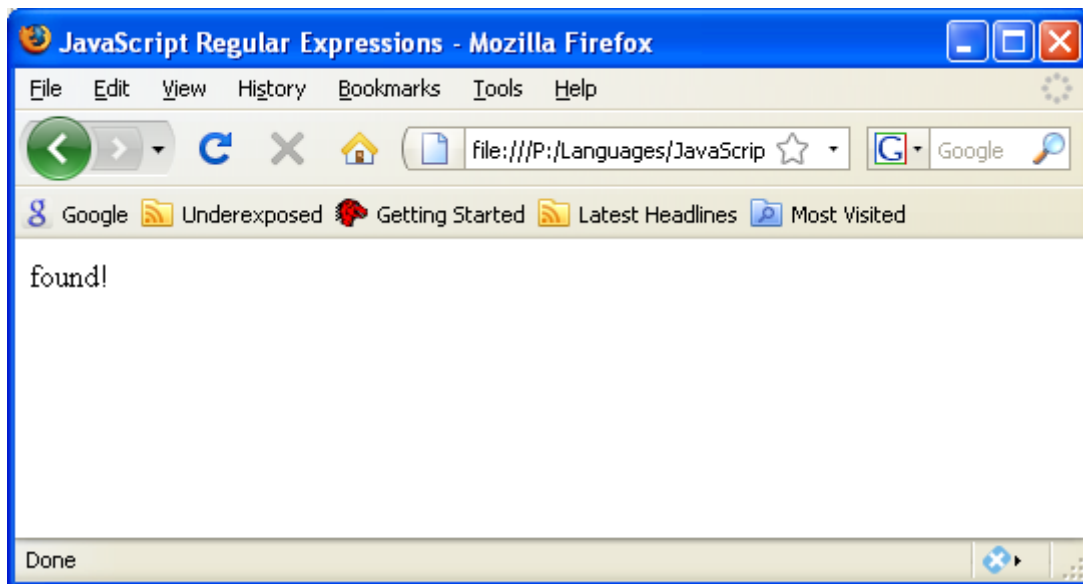 JavaScript Regular Expressions - Mozilla Firefox
File Edit View History Bookmarks Tools Help
file:///P:/Languages/JavaScrip G Google
g Google Underexposed Getting Started Latest Headlines Most Visited
found!
Done